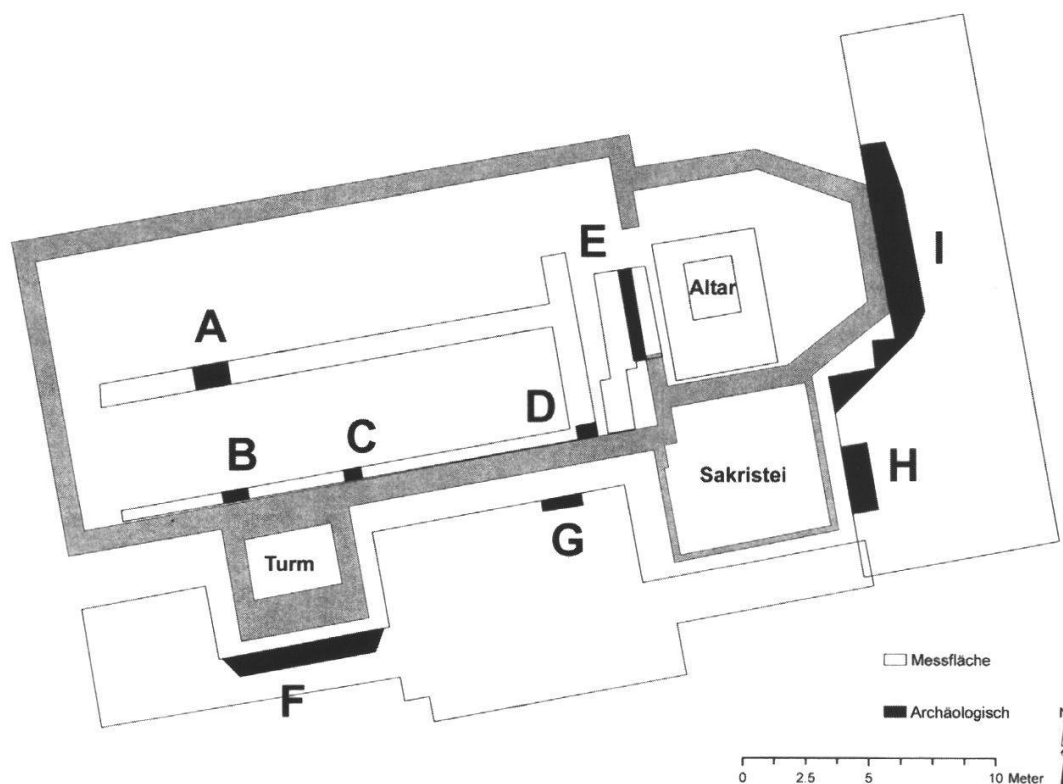 E
I
A
Altar
D
B
C
H
Sakristei
G
Turm
F
Messfläche
Archäologisch
N
0 2.5 5 10 Meter